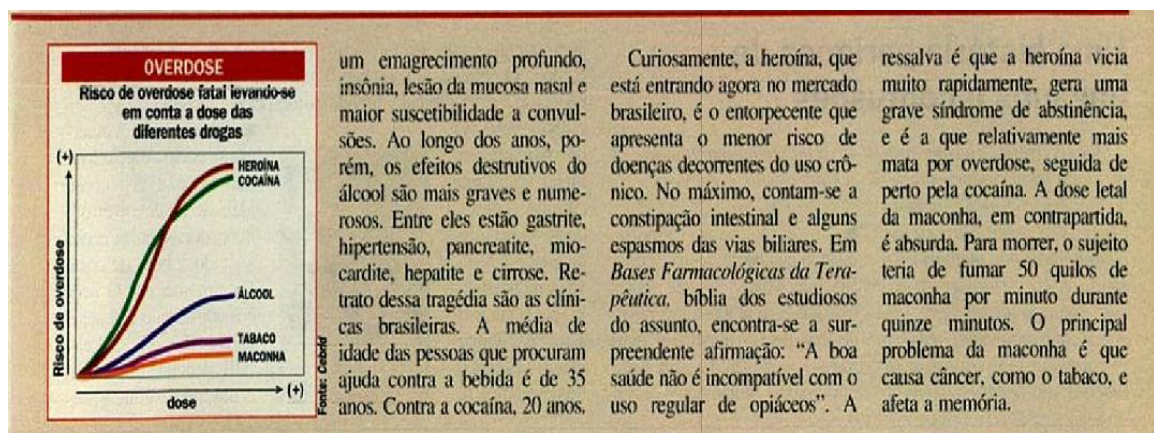 OVERDOSE
Risco de overdose fatal levando-se
em conta a dose das
diferentes drogas
(+)
HEROÍNA
COCAÍNA
ÁLCOOL
TABACO
MACONHA
Risco de overdose
dose
(+)
Fonte: Cebrid
um emagrecimento profundo,
insônia, lesão da mucosa nasal e
maior suscetibilidade a convul-
sões. Ao longo dos anos, po-
rém, os efeitos destrutivos do
álcool são mais graves e nume-
rosos. Entre eles estão gastrite,
hipertensão, pancreatite, mio-
cardite, hepatite e cirrose. Re-
trato dessa tragédia são as clíni-
cas brasileiras. A média de
idade das pessoas que procuram
ajuda contra a bebida é de 35
anos. Contra a cocaína, 20 anos.
Curiosamente, a heroína, que
está entrando agora no mercado
brasileiro, é o entorpecente que
apresenta o menor risco de
doenças decorrentes do uso crô-
nico. No máximo, contam-se a
constipação intestinal e alguns
espasmos das vias biliares. Em
Bases Farmacológicas da Tera-
pêutica, bíblia dos estudiosos
do assunto, encontra-se a sur-
preendente afirmação: “A boa
saúde não é incompatível com o
uso regular de opiáceos”. A
ressalva é que a heroína vicia
muito rapidamente, gera uma
grave síndrome de abstinência,
e é a que relativamente mais
mata por overdose, seguida de
perto pela cocaína. A dose letal
da maconha, em contrapartida,
é absurda. Para morrer, o sujeito
teria de fumar 50 quilos de
maconha por minuto durante
quinze minutos. O principal
problema da maconha é que
causa câncer, como o tabaco, e
afeta a memória.